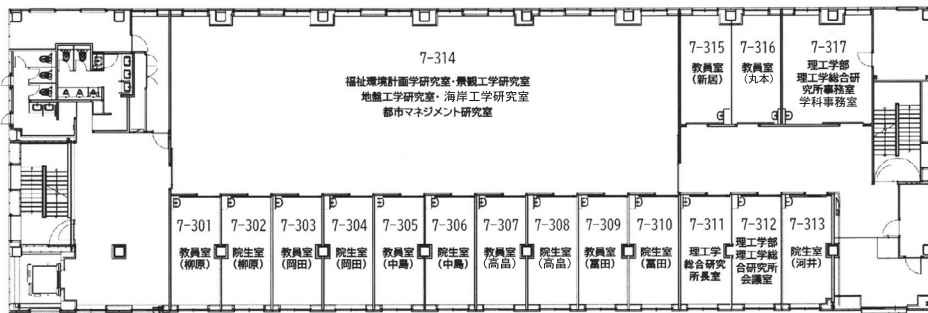 7-314
福祉環境計画学研究室・景観工学研究室
地盤工学研究室・海岸工学研究室
都市マネジメント研究室
7-315
教員室
(新居)
7-316
教員室
(丸本)
7-317
理工学部
理工学総合研
究所事務室
学科事務室
7-301
教員室
(柳原)
7-302
院生室
(柳原)
7-303
教員室
(岡田)
7-304
院生室
(岡田)
7-305
教員室
(中島)
7-306
院生室
(中島)
7-307
教員室
(高畠)
7-308
院生室
(高畠)
7-309
教員室
(富田)
7-310
院生室
(富田)
7-311
理工学
総合研究
所長室
7-312
理工学部
理工学総
合研究所
会議室
7-313
院生室
(河井)